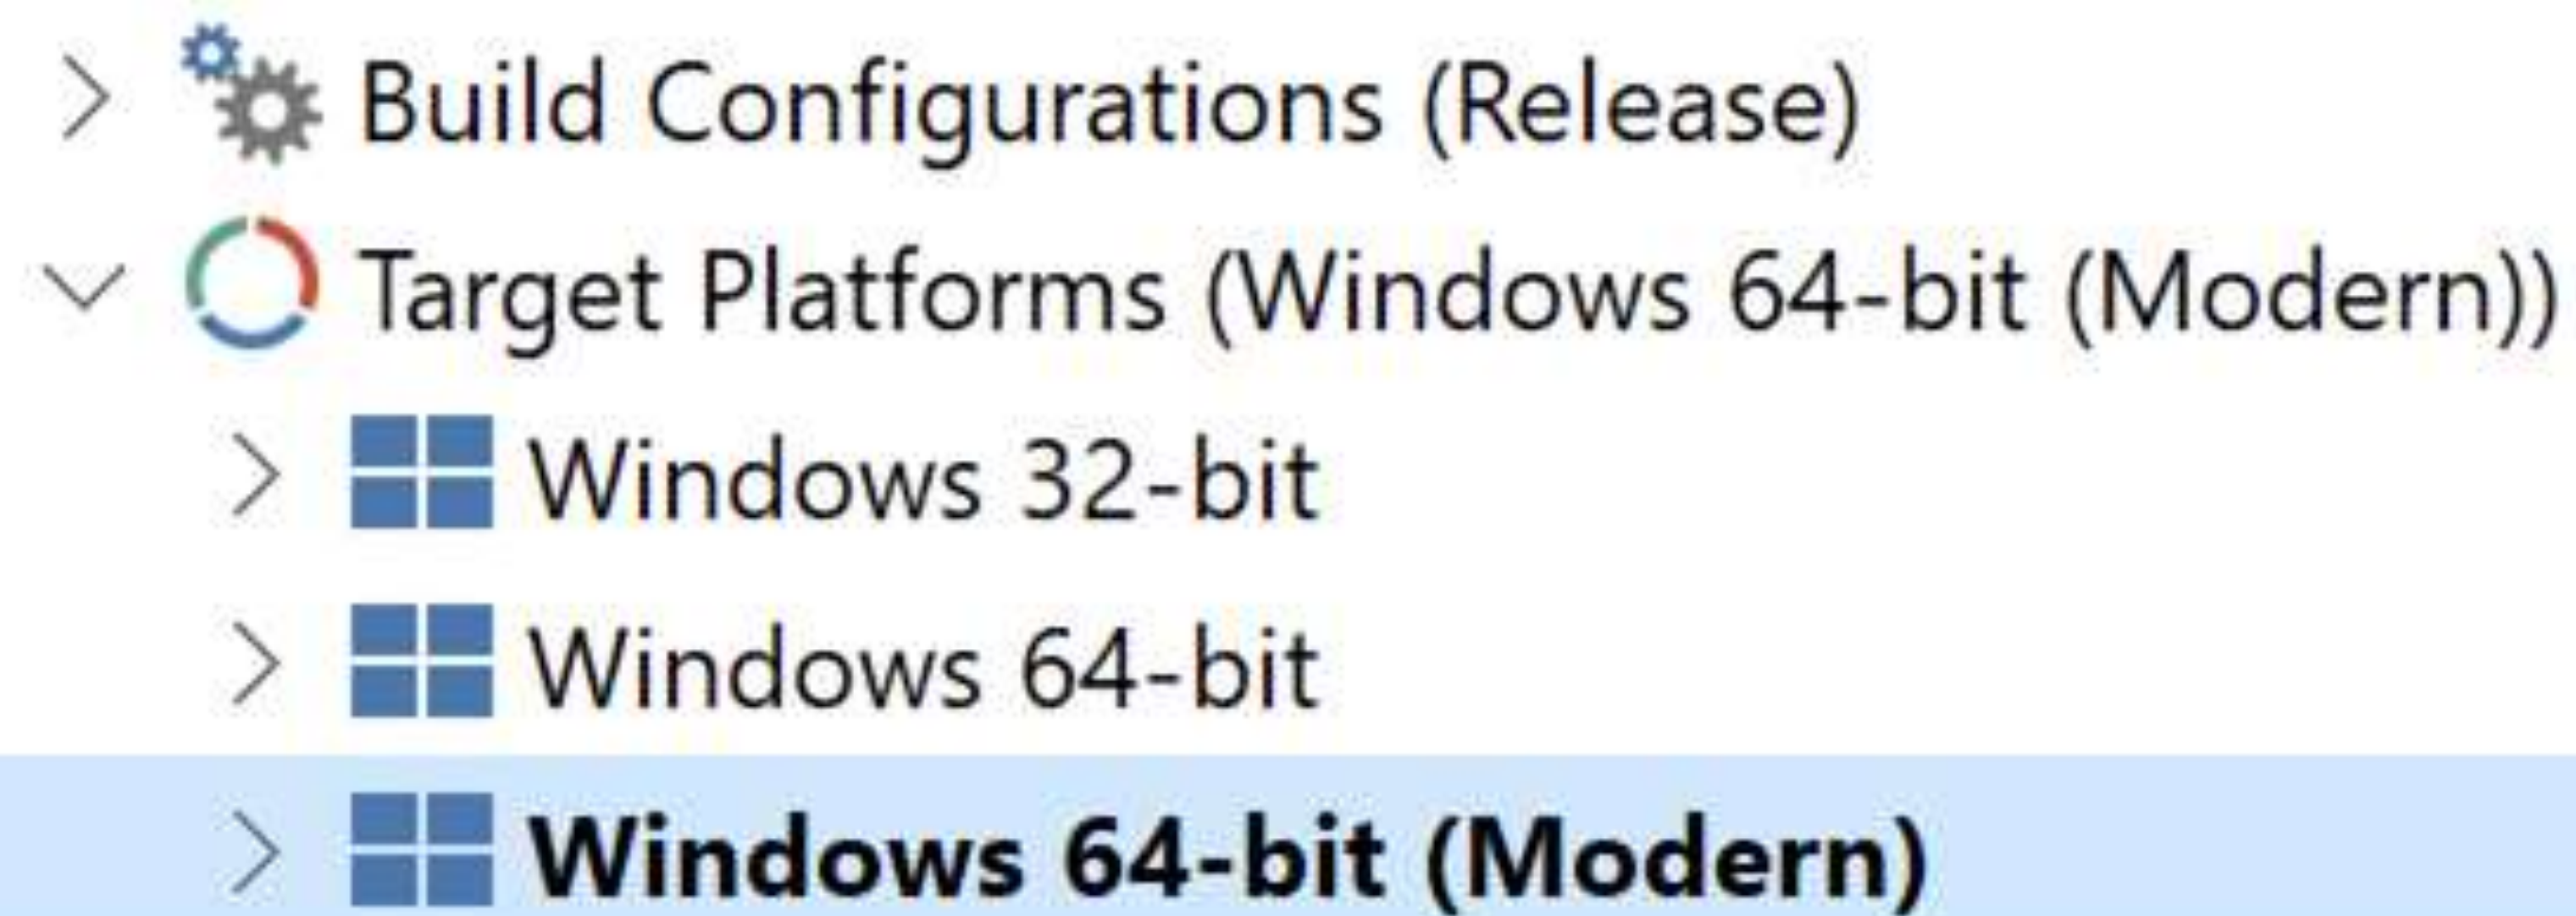 Build Configurations (Release)
Target Platforms (Windows 64-bit (Modern))
Windows 32-bit
Windows 64-bit
Windows 64-bit (Modern)